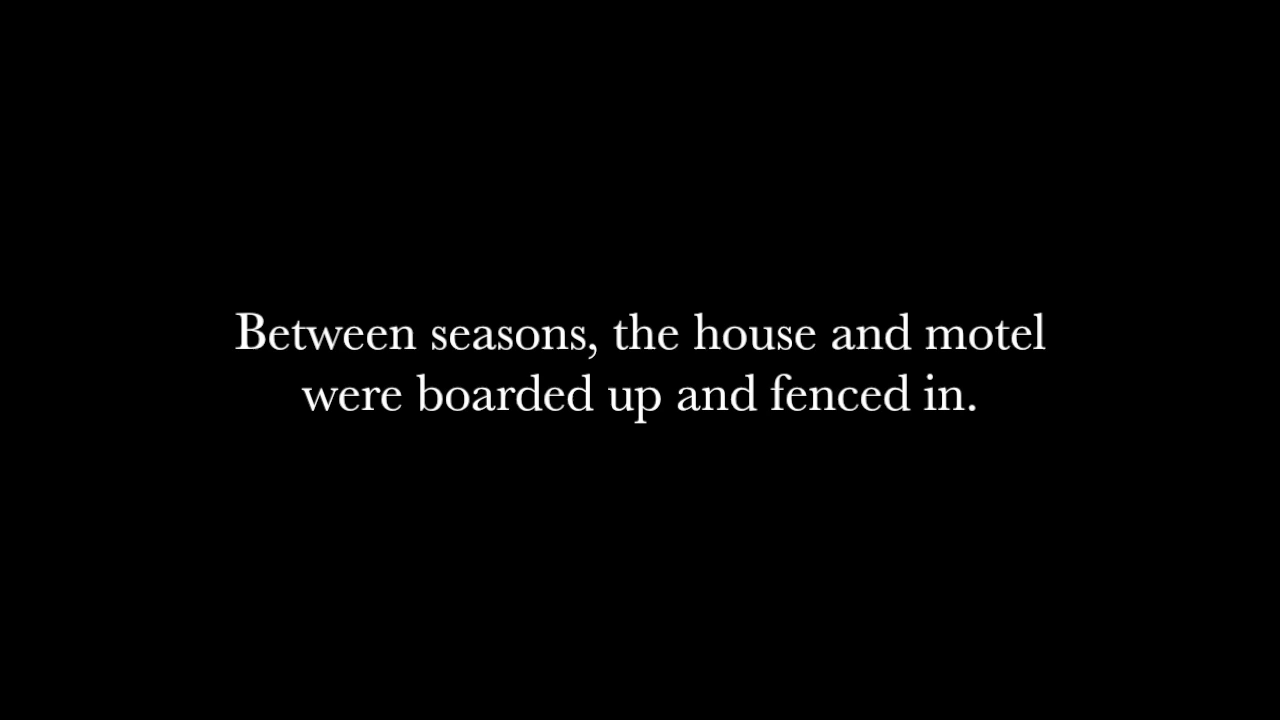 Between seasons, the house and motel
were boarded up and fenced in.